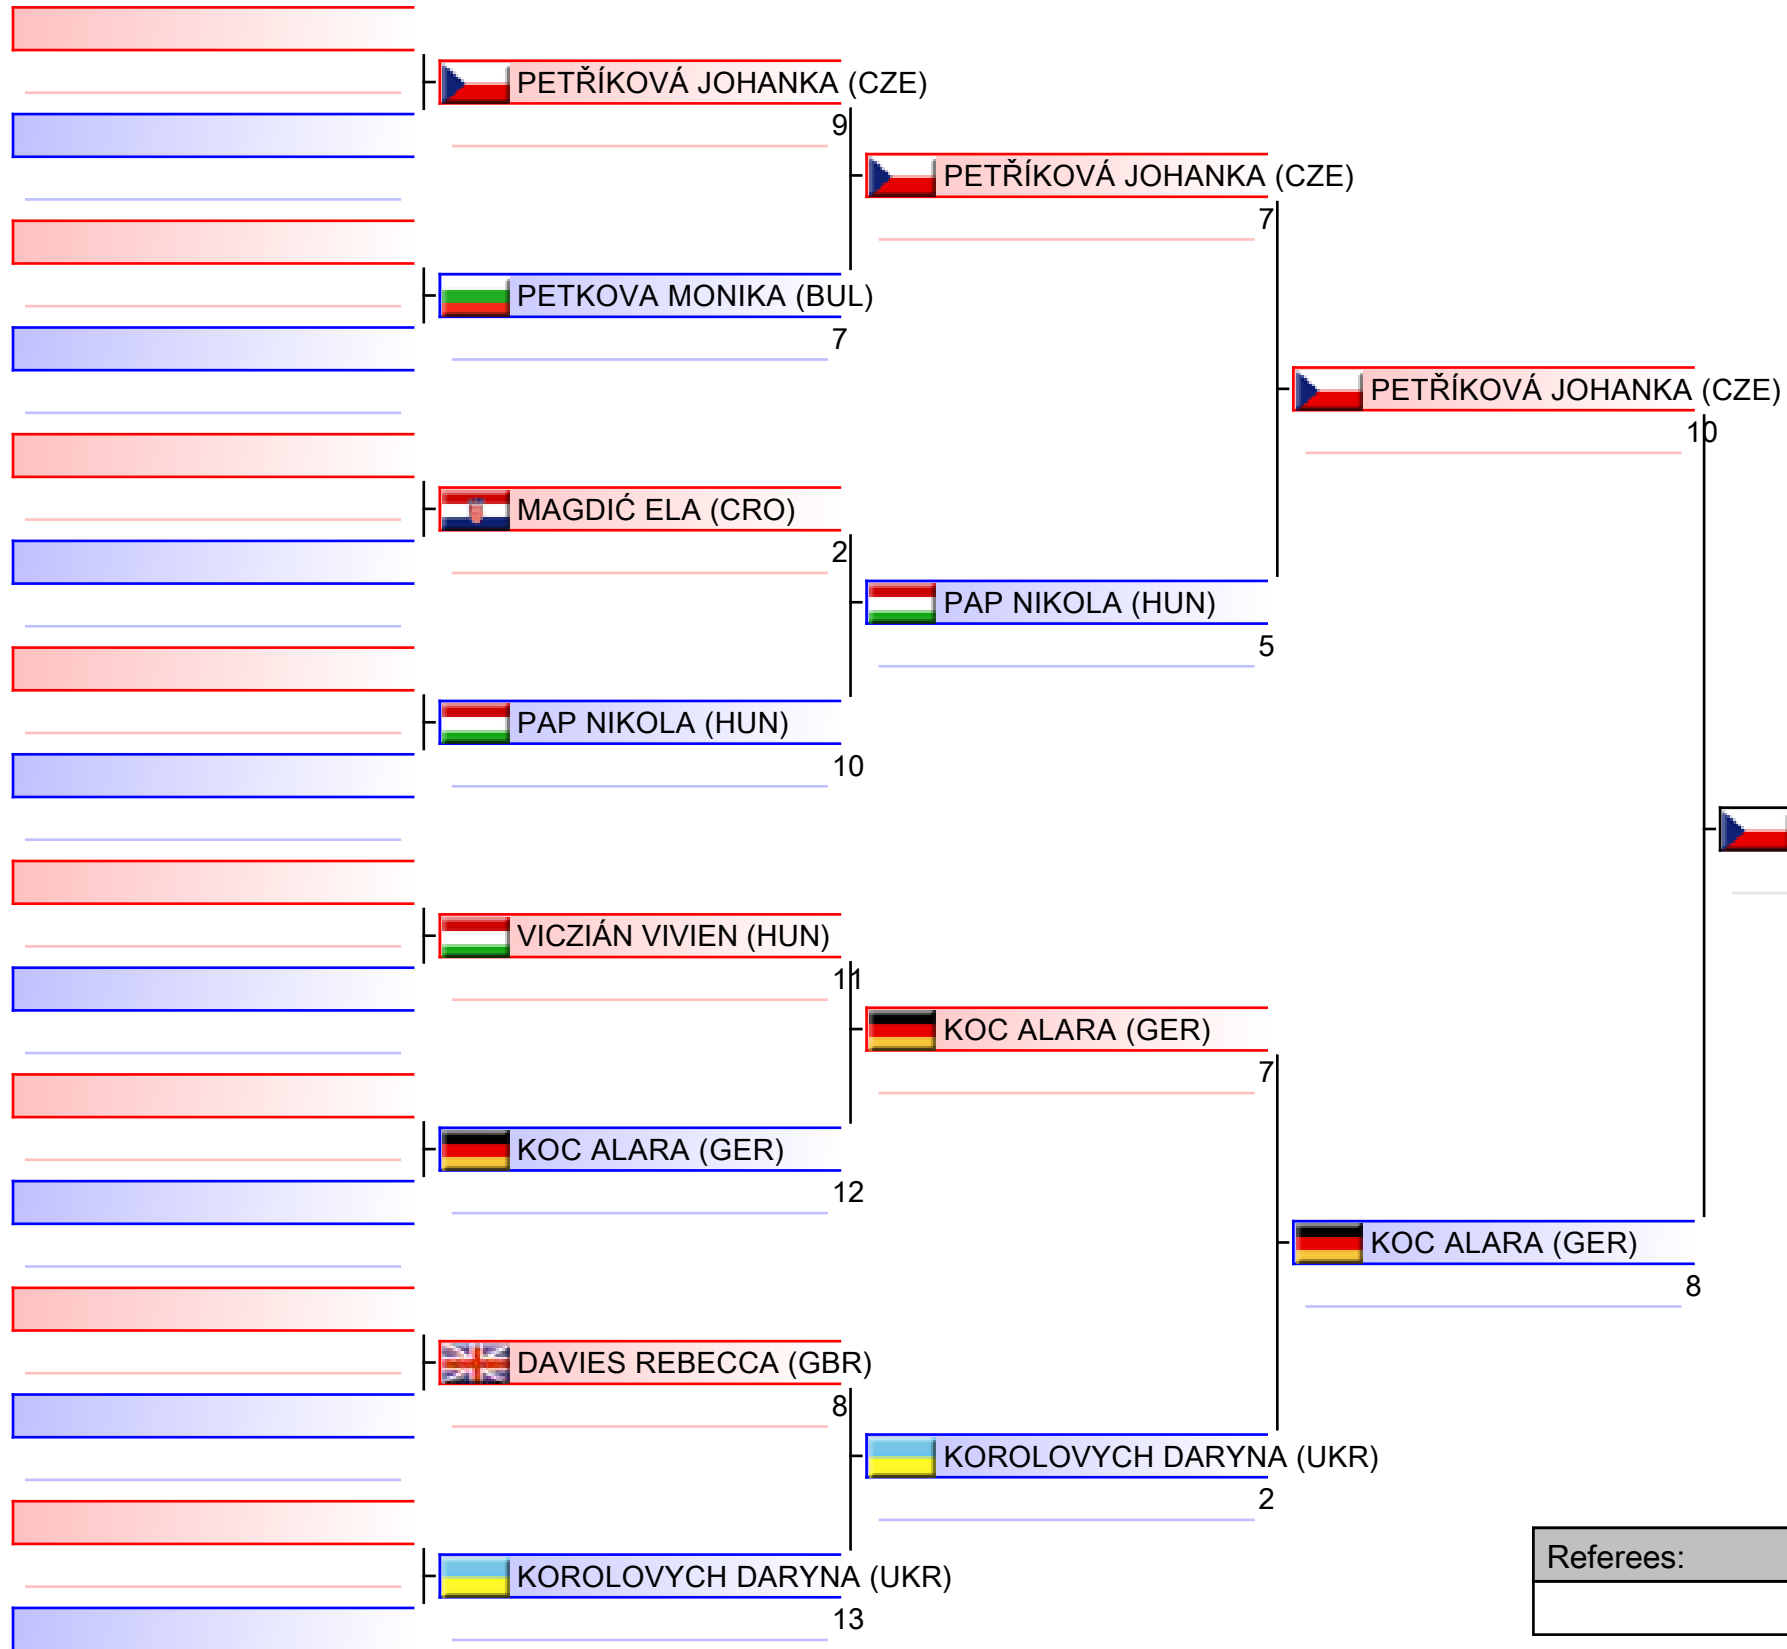 PETŘÍKOVÁ JOHANKA (CZE)
9
PETŘÍKOVÁ JOHANKA (CZE)
7
PETKOVA MONIKA (BUL)
7
PETŘÍKOVÁ JOHANKA (CZE)
10
MAGDIĆ ELA (CRO)
2
PAP NIKOLA (HUN)
5
PAP NIKOLA (HUN)
10
VICZIÁN VIVIEN (HUN)
11
KOC ALARA (GER)
7
KOC ALARA (GER)
12
KOC ALARA (GER)
8
DAVIES REBECCA (GBR)
8
KOROLOVYCH DARYNA (UKR)
2
KOROLOVYCH DARYNA (UKR)
13
Referees: